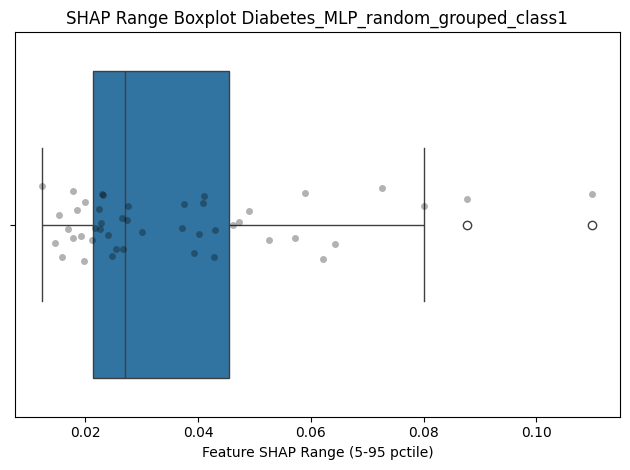 SHAP Range Boxplot Diabetes_MLP_random_grouped_class1
0.02 0.04 0.06 0.08 0.10
Feature SHAP Range (5-95 pctile)